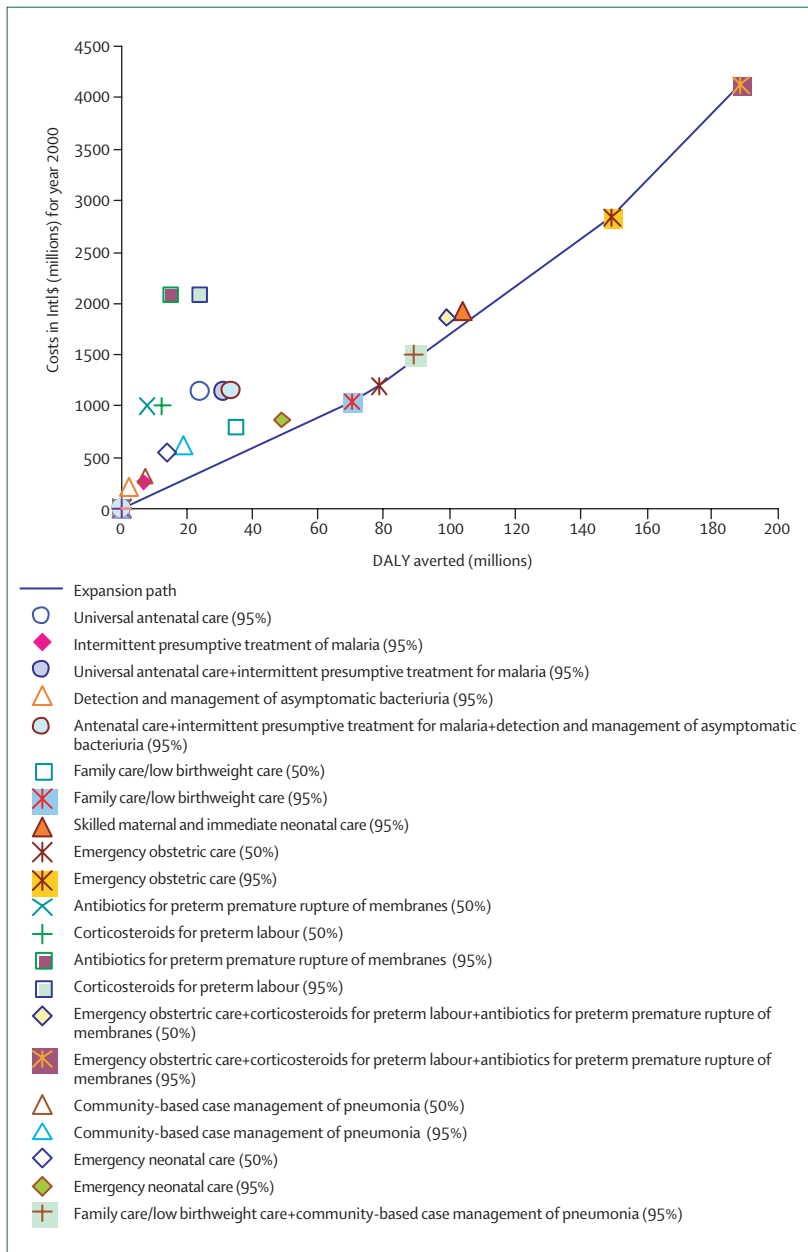 4500
4000
3500
3000
2500
2000
1500
1000
500
0
Costs in Intl$ (millions) for year 2000
0 20 40 60 80 100 120 140 160 180 200
DALY averted (millions)
Expansion path
Universal antenatal care (95%)
Intermittent presumptive treatment of malaria (95%)
Universal antenatal care+intermittent presumptive treatment for malaria (95%)
Detection and management of asymptomatic bacteriuria (95%)
Antenatal care+intermittent presumptive treatment for malaria+detection and management of asymptomatic
bacteriuria (95%)
Family care/low birthweight care (50%)
Family care/low birthweight care (95%)
Skilled maternal and immediate neonatal care (95%)
Emergency obstetric care (50%)
Emergency obstetric care (95%)
Antibiotics for preterm premature rupture of membranes (50%)
Corticosteroids for preterm labour (50%)
Antibiotics for preterm premature rupture of membranes (95%)
Corticosteroids for preterm labour (95%)
Emergency obstertric care+corticosteroids for preterm labour+antibiotics for preterm premature rupture of
membranes (50%)
Emergency obstertric care+corticosteroids for preterm labour+antibiotics for preterm premature rupture of
membranes (95%)
Community-based case management of pneumonia (50%)
Community-based case management of pneumonia (95%)
Emergency neonatal care (50%)
Emergency neonatal care (95%)
Family care/low birthweight care+community-based case management of pneumonia (95%)